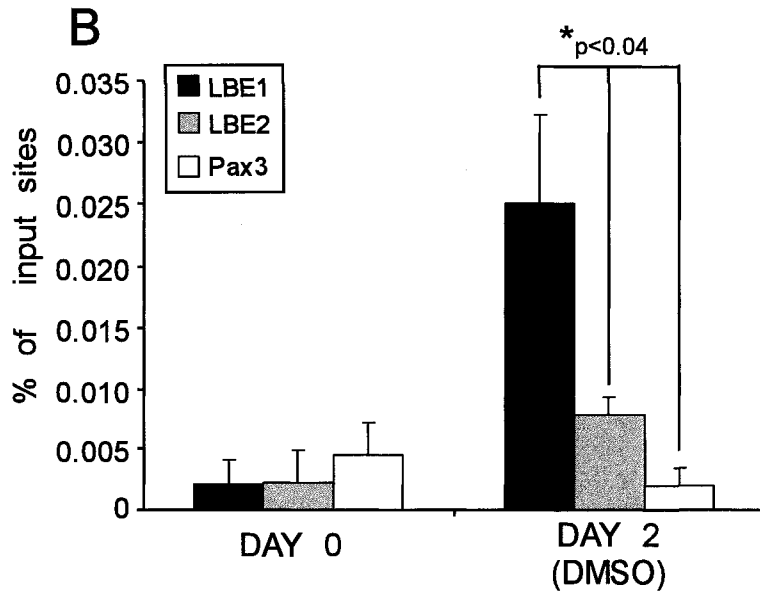 B
* p<0.04
% of input sites
0.035
0.030
0.025
0.020
0.015
0.010
0.005
0
LBE1
LBE2
Pax3
DAY 0
DAY 2
(DMSO)